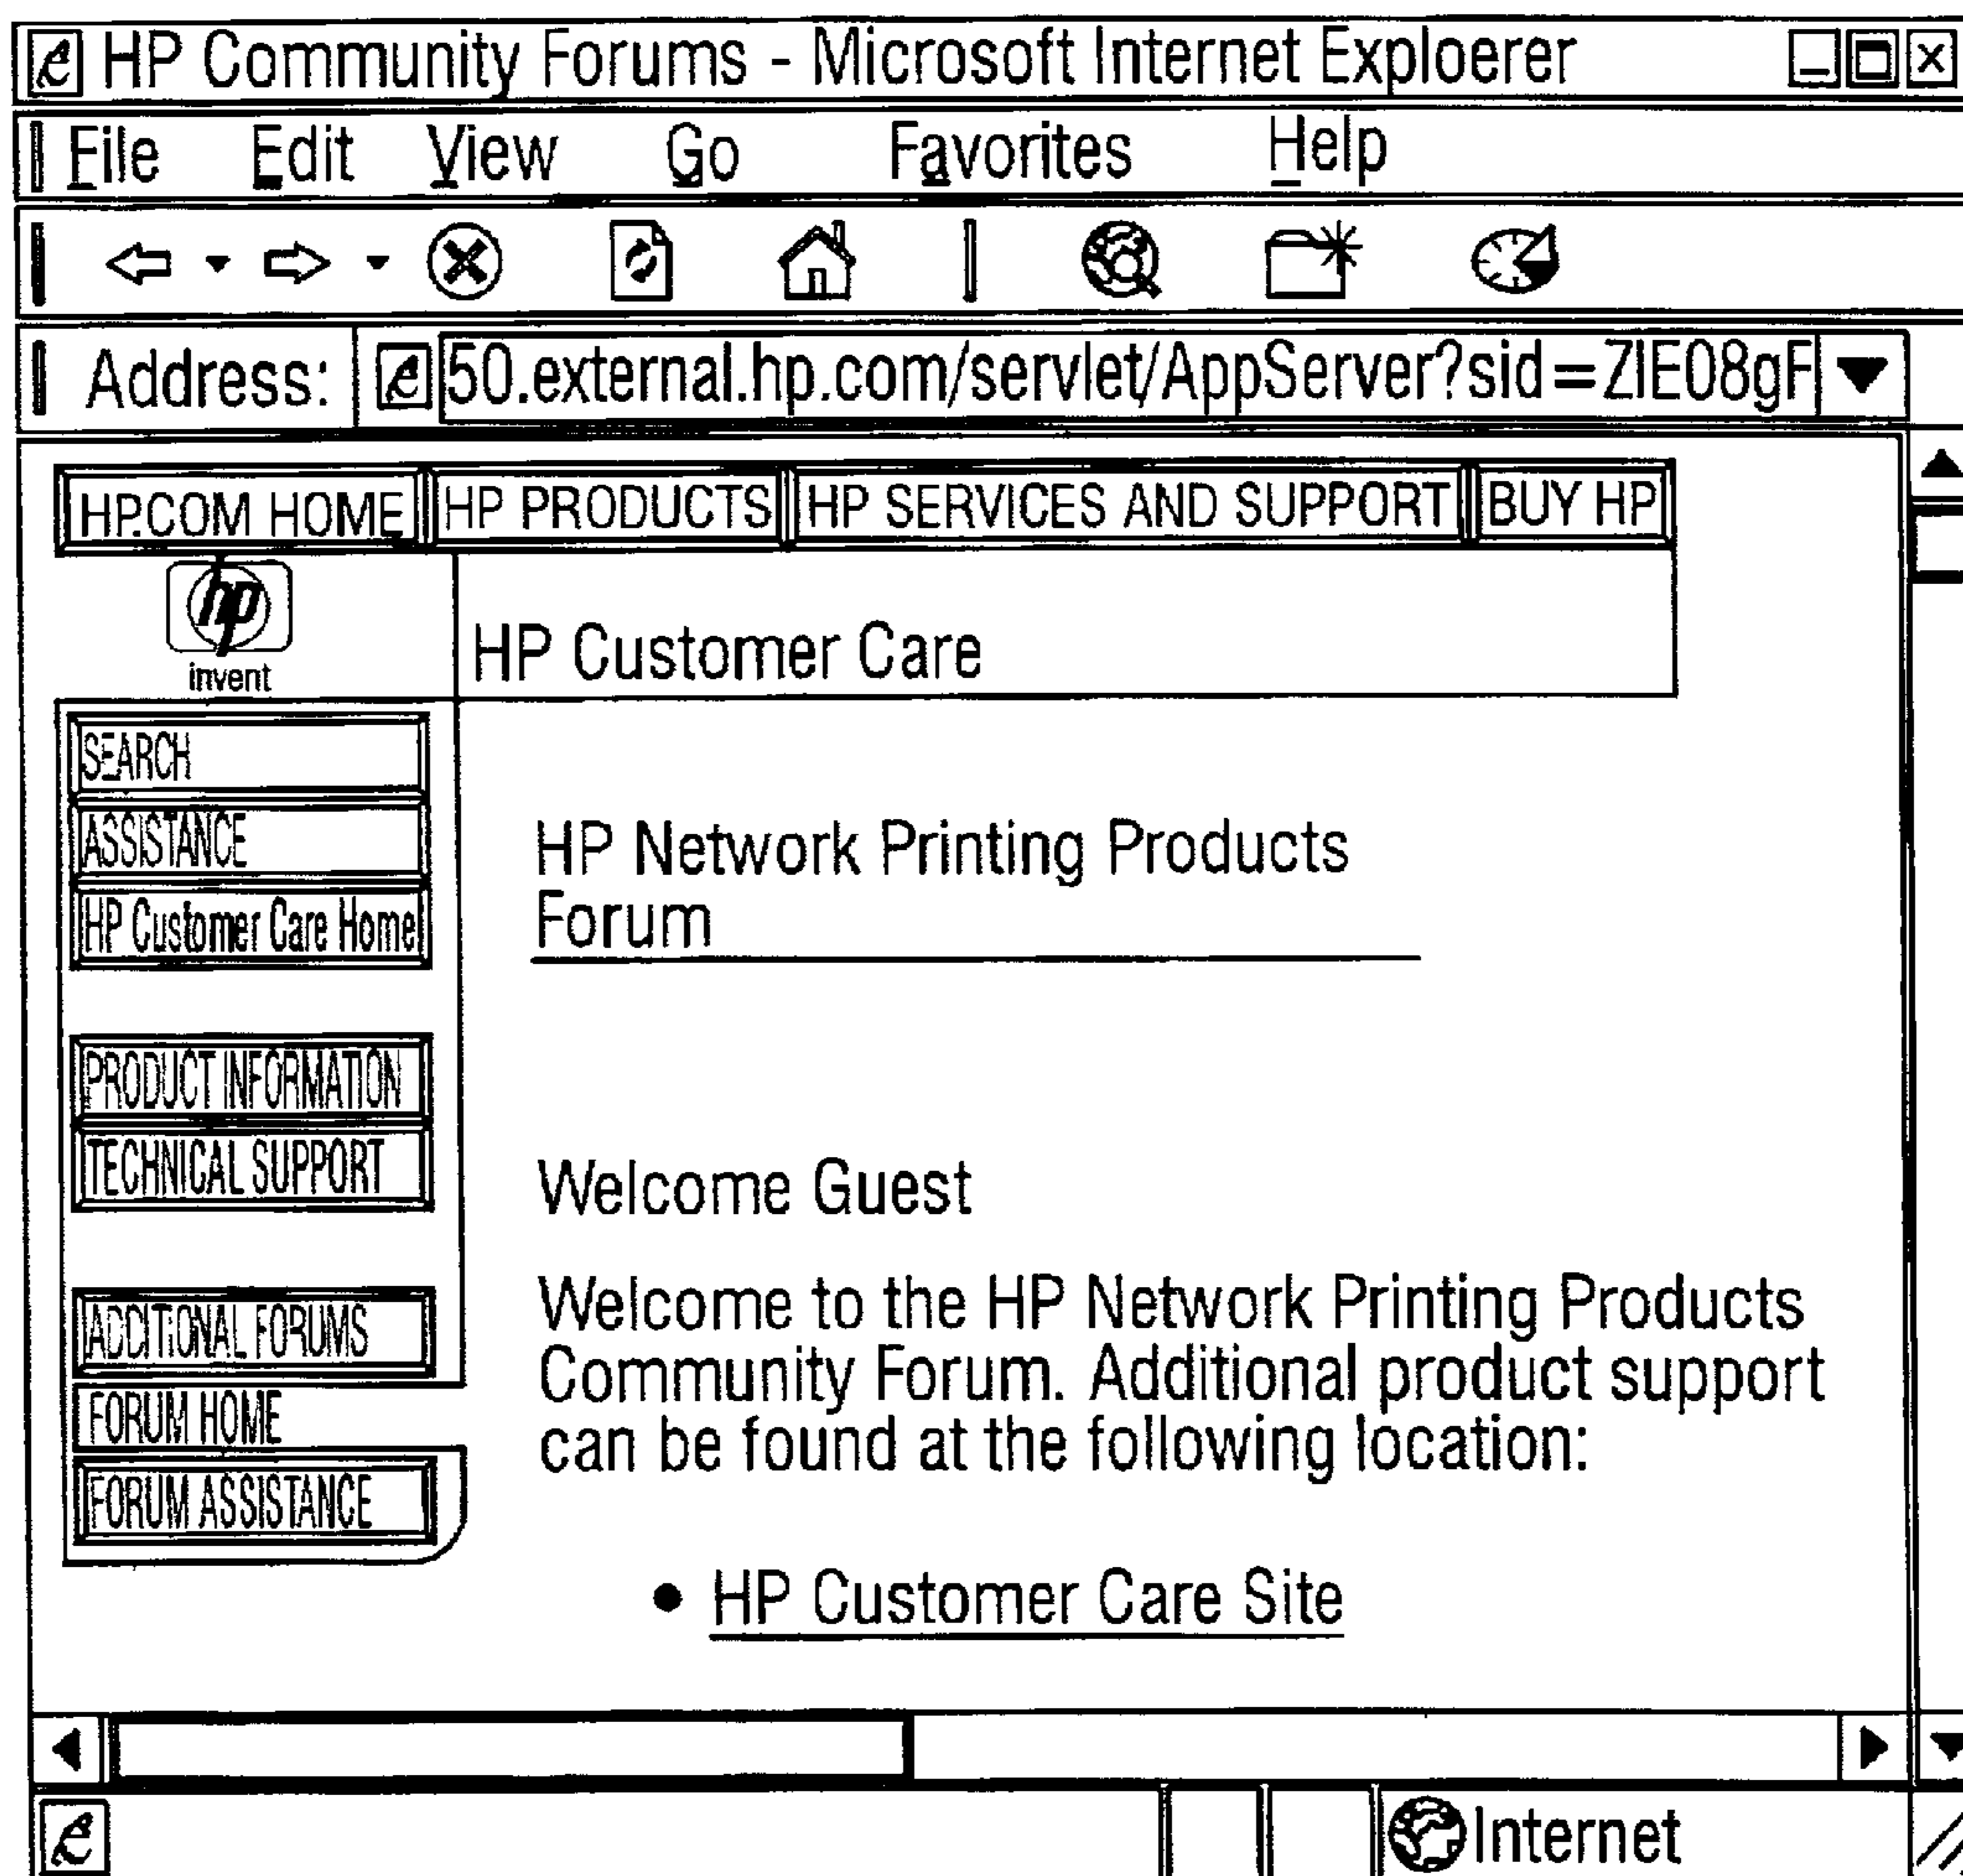 HP Community Forums - Microsoft Internet Exploerer
File Edit View Go Favorites Help
Address: 50.external.hp.com/servlet/AppServer?sid=ZIE08gF
HP.COM HOME HP PRODUCTS HP SERVICES AND SUPPORT BUY HP
hp
invent
HP Customer Care
SEARCH
ASSISTANCE
HP Customer Care Home
PRODUCT INFORMATION
TECHNICAL SUPPORT
ADDITIONAL FORUMS
FORUM HOME
FORUM ASSISTANCE
HP Network Printing Products
Forum
Welcome Guest
Welcome to the HP Network Printing Products
Community Forum. Additional product support
can be found at the following location:
• HP Customer Care Site
Internet